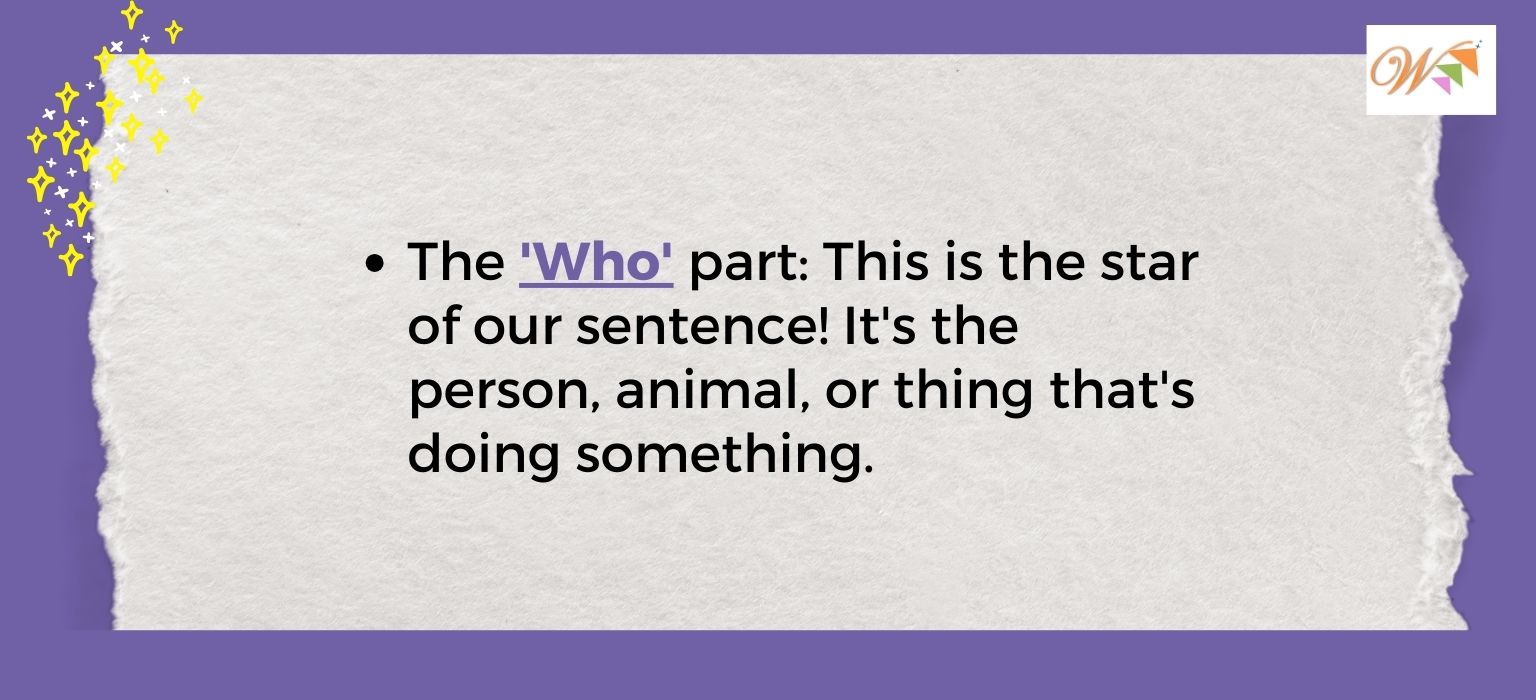 • The 'Who' part: This is the star
of our sentence! It's the
person, animal, or thing that's
doing something.
W